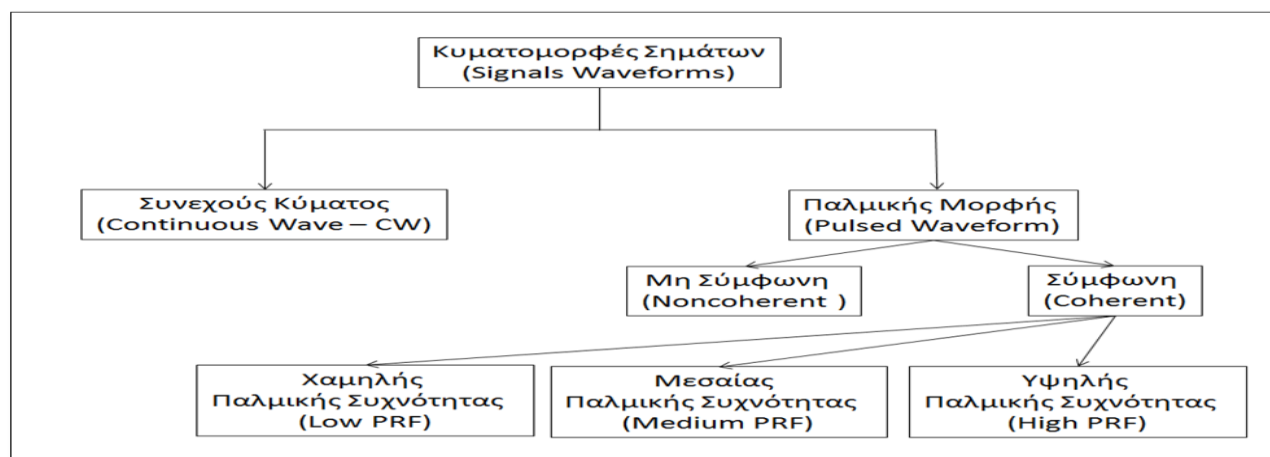 Κυματομορφές Σημάτων
(Signals Waveforms)
Συνεχούς Κύματος
(Continuous Wave – CW)
Παλμικής Μορφής
(Pulsed Waveform)
Μη Σύμφωνη
(Noncoherent )
Σύμφωνη
(Coherent)
Χαμηλής
Παλμικής Συχνότητας
(Low PRF)
Μεσαίας
Παλμικής Συχνότητας
(Medium PRF)
Υψηλής
Παλμικής Συχνότητας
(High PRF)